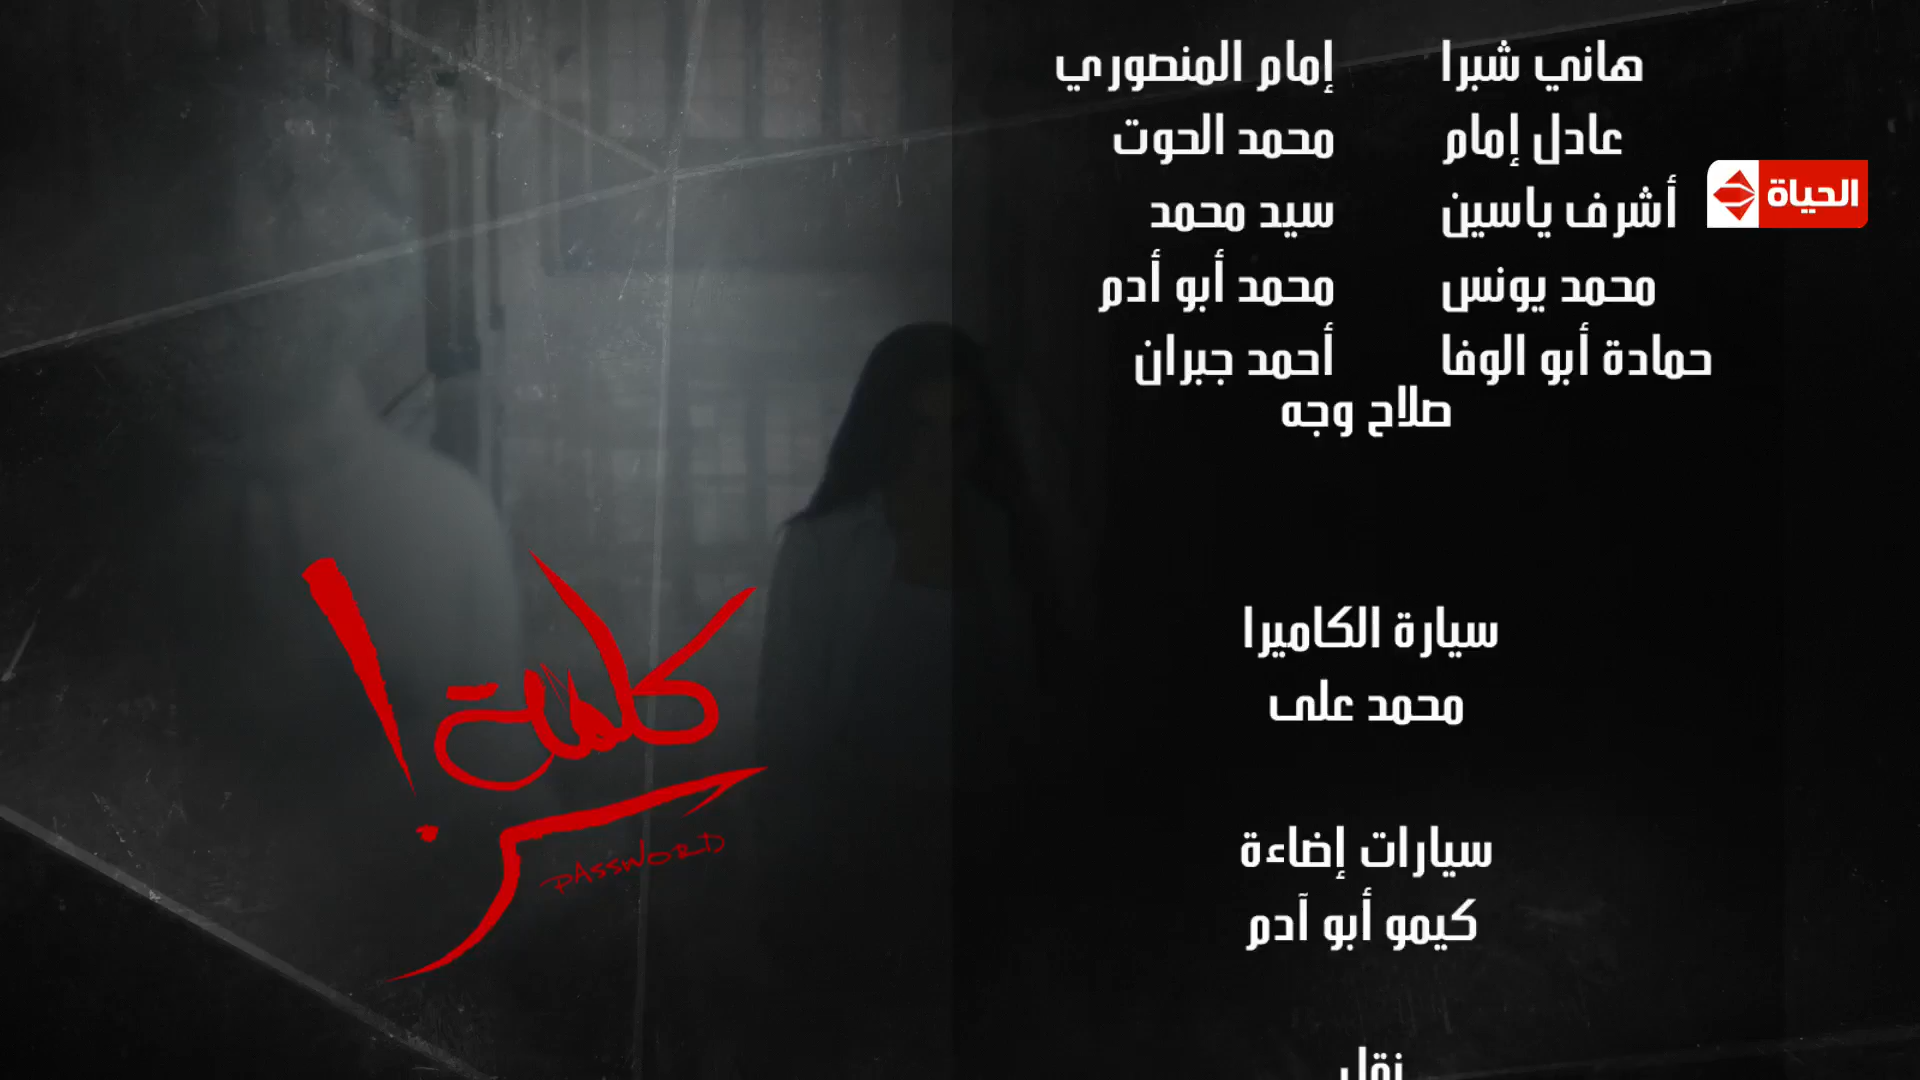 هاني شبرا إمام المنصوري
عادل إمام محمد الحوت
أشرف ياسين سيد محمد
محمد يونس محمد أبو أدم
حمادة أبو الوفا أحمد جبران
صلاح وجه
الحياة
سيارة الكاميرا
محمد على
سيارات إضاءة
كيمو أبو آدم
نقل
كلمة
سر
PASSWORD